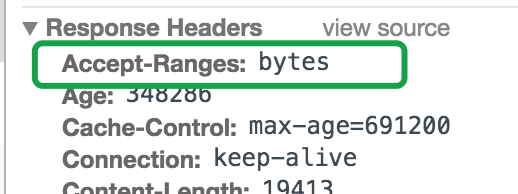 ▼ Response Headers view source
Accept-Ranges: bytes
Age: 348286
Cache-Control: max-age=691200
Connection: keep-alive
Content-Length: 19413